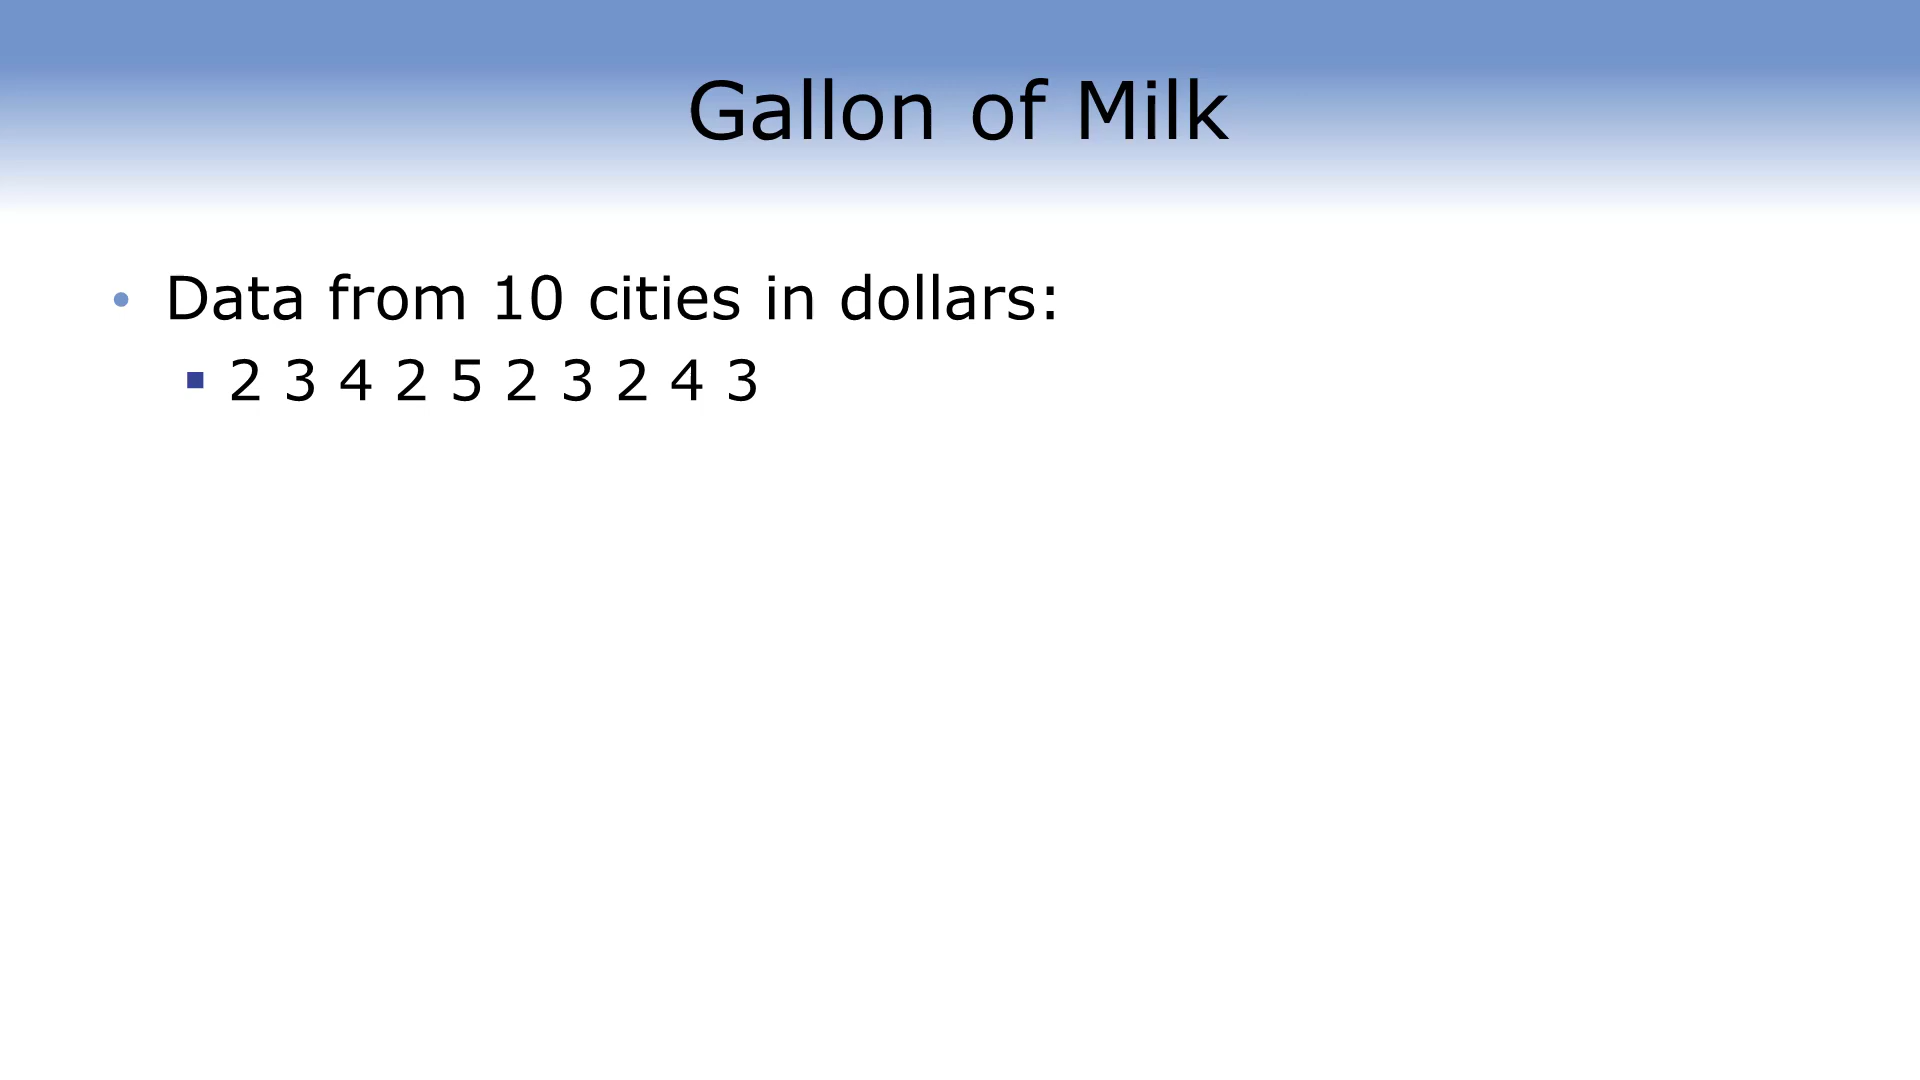 Gallon of Milk
• Data from 10 cities in dollars:
▪ 2 3 4 2 5 2 3 2 4 3